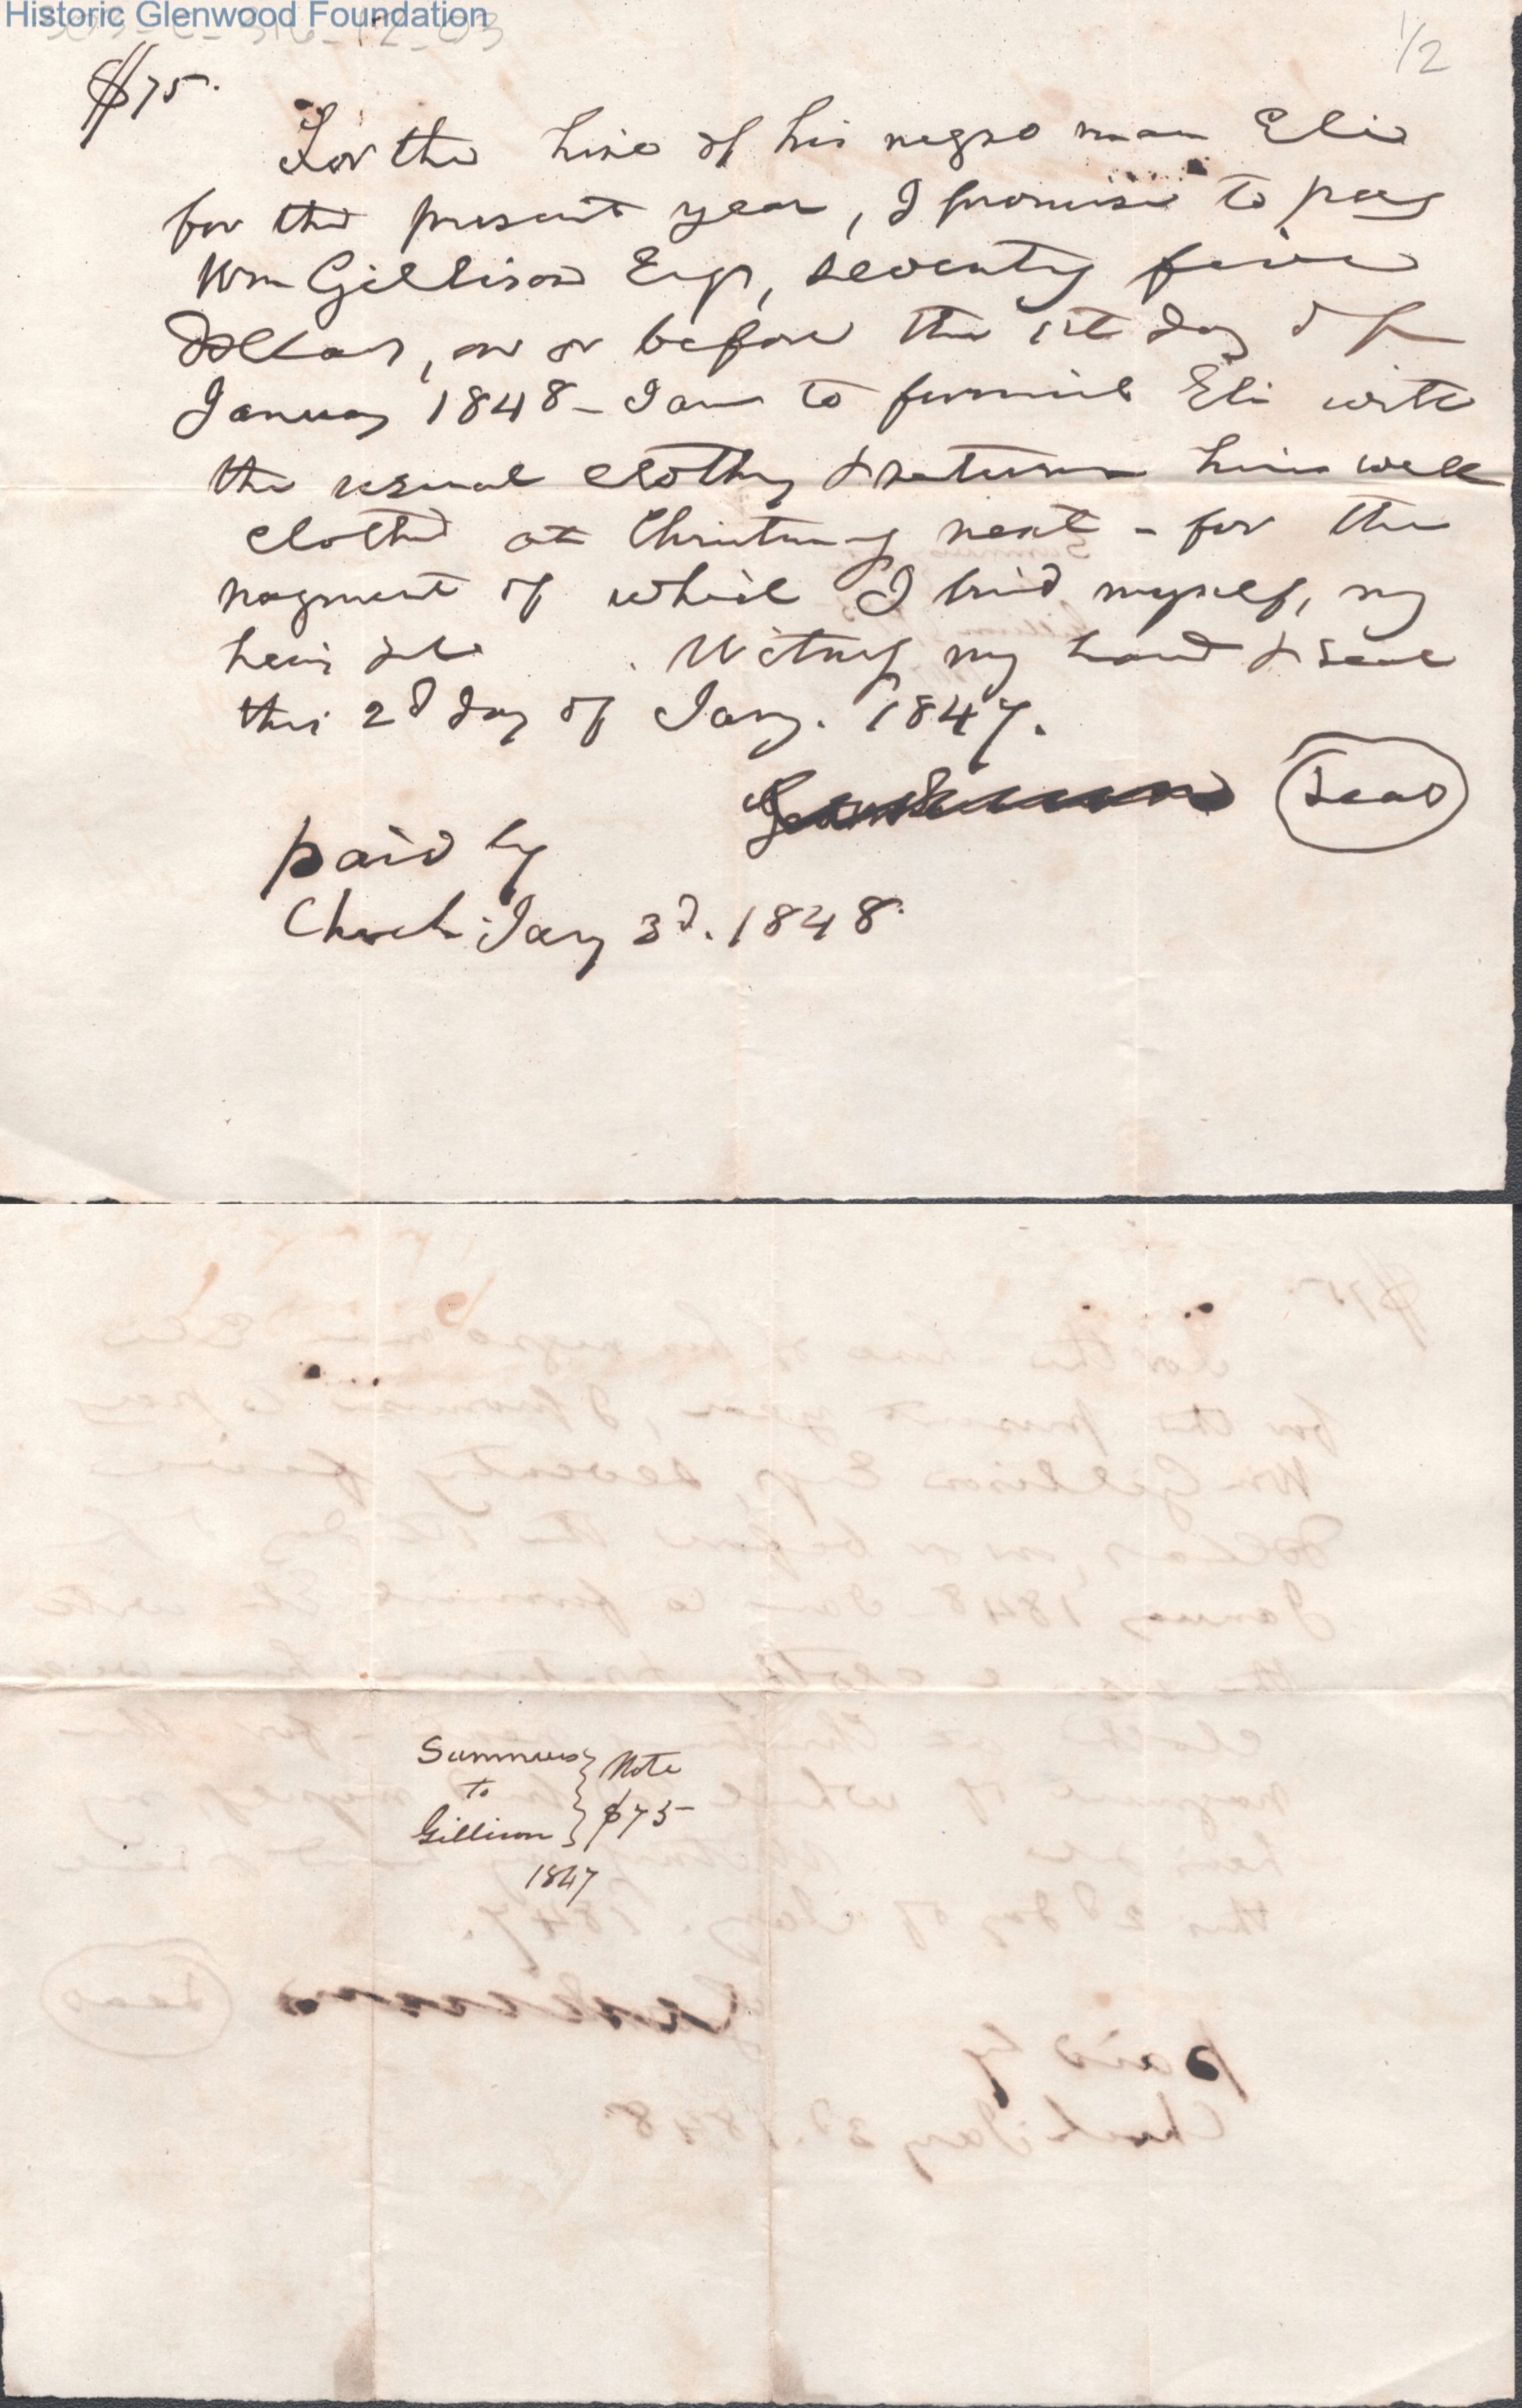 Historic Glenwood Foundation
1/2
$75.
For the hire of his negro man Eli
for the present year, I promise to pay
Wm Gillison Esqr, seventy five
Dollars, on or before the 1st day of
January 1848 - I am to furnish Eli with
the usual clothing & return him well
clothed at Christmas next - for the
payment of which I bind myself, my
heirs &c. Witness my hand & seal
this 2d day of Jany. 1847.
Seal
paid by
Check Jany 3d. 1848.
Summers } Note
to
Gillison } $75
1847